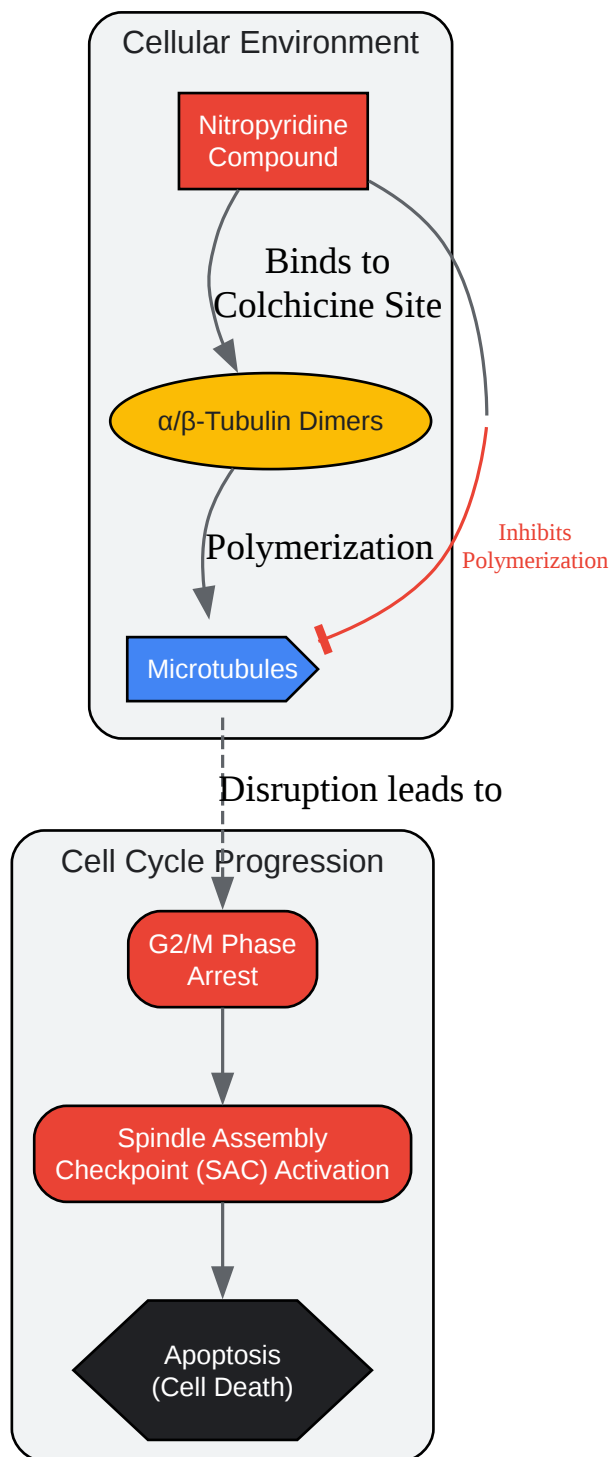 Cellular Environment
Nitropyridine
Compound
Binds to
Colchicine Site
α/β-Tubulin Dimers
Polymerization
Inhibits
Polymerization
Microtubules
Disruption leads to
Cell Cycle Progression
G2/M Phase
Arrest
Spindle Assembly
Checkpoint (SAC) Activation
Apoptosis
(Cell Death)